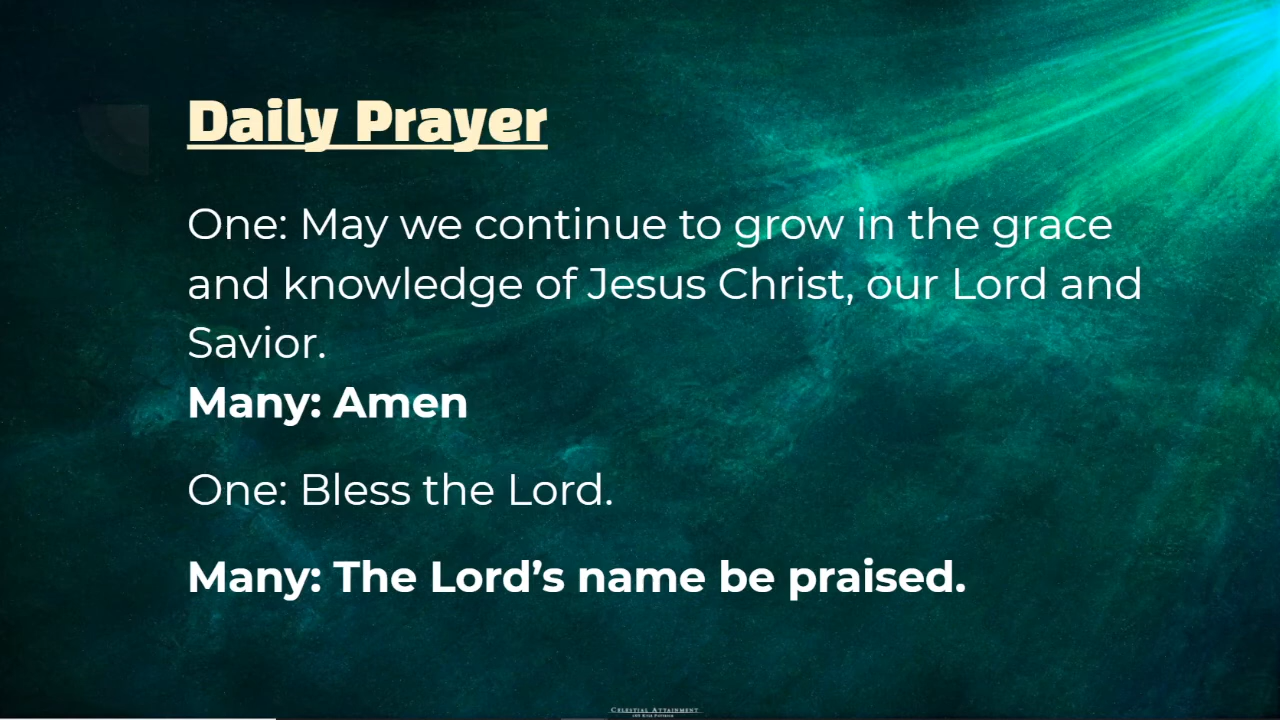 Daily Prayer
One: May we continue to grow in the grace
and knowledge of Jesus Christ, our Lord and
Savior.
Many: Amen
One: Bless the Lord.
Many: The Lord’s name be praised.
Celestial Attainment